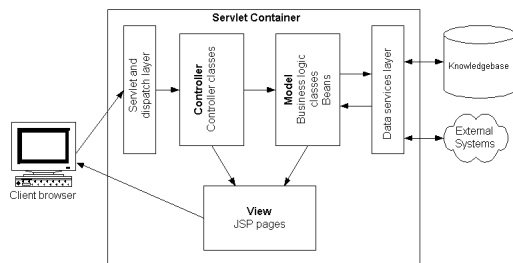 Servlet Container
Servlet and
dispatch layer
Controller
Controller classes
Model
Business logic
classes
Beans
Data services layer
Knowledgebase
External
Systems
Client browser
View
JSP pages